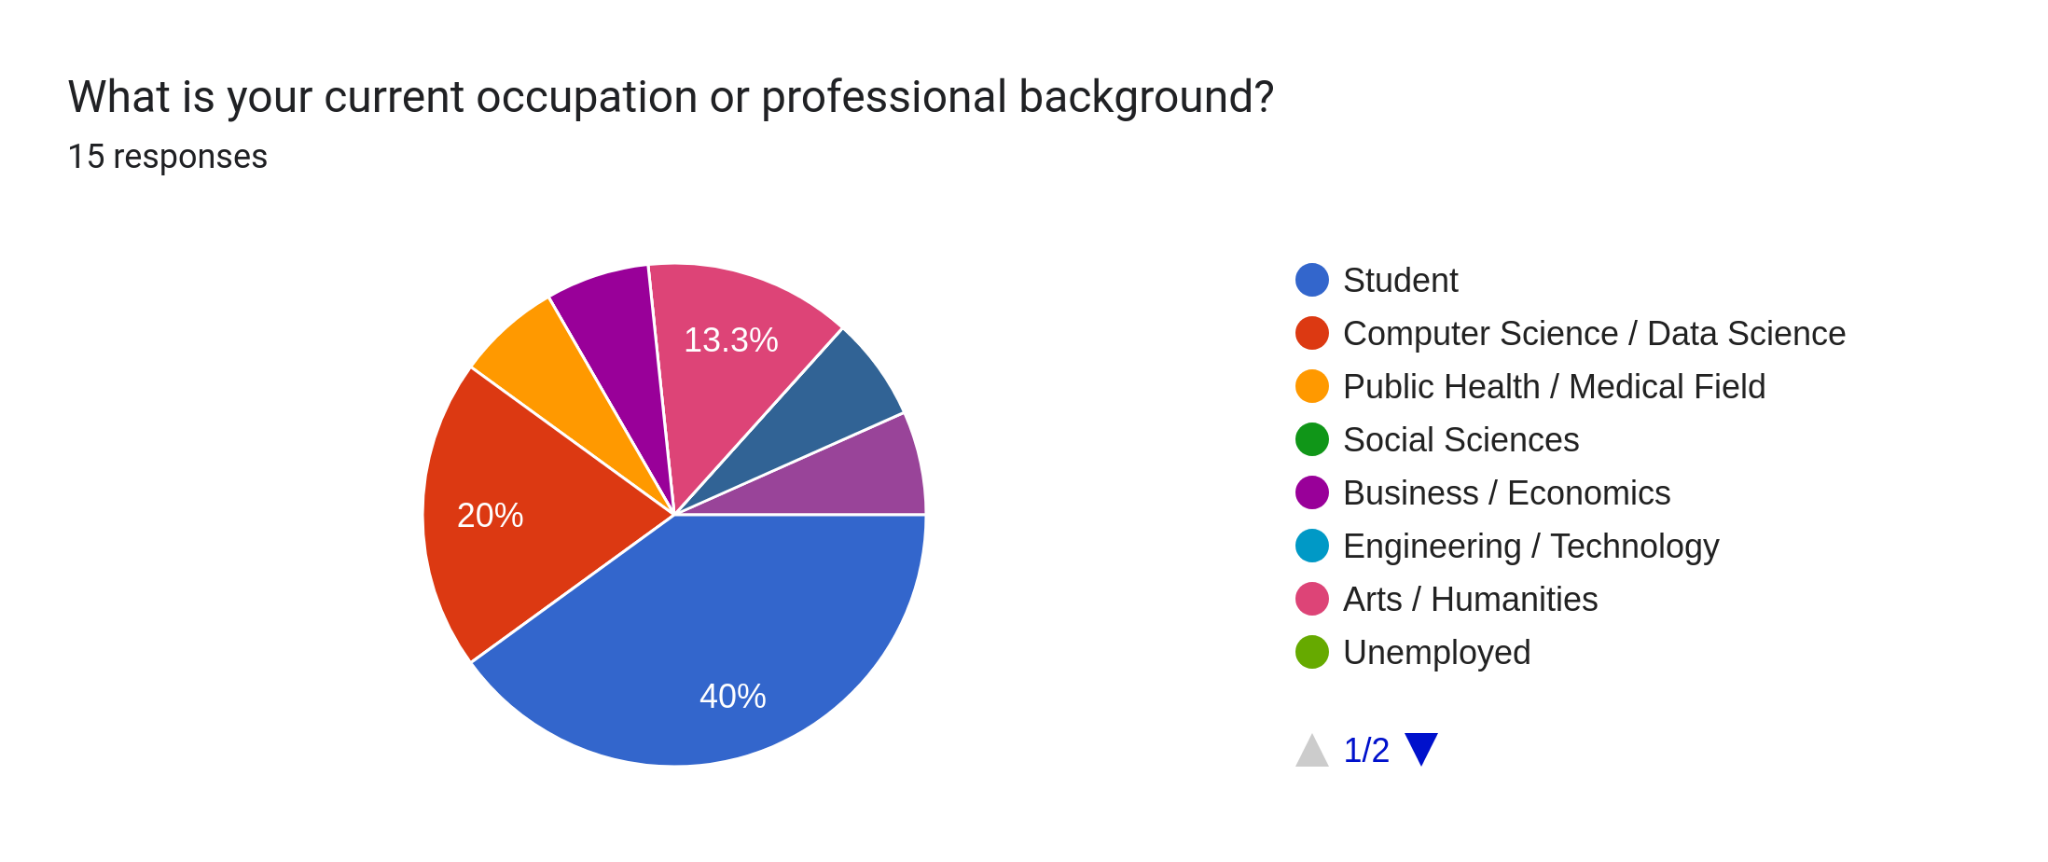 What is your current occupation or professional background?
15 responses
13.3%
20%
40%
Student
Computer Science / Data Science
Public Health / Medical Field
Social Sciences
Business / Economics
Engineering / Technology
Arts / Humanities
Unemployed
1/2